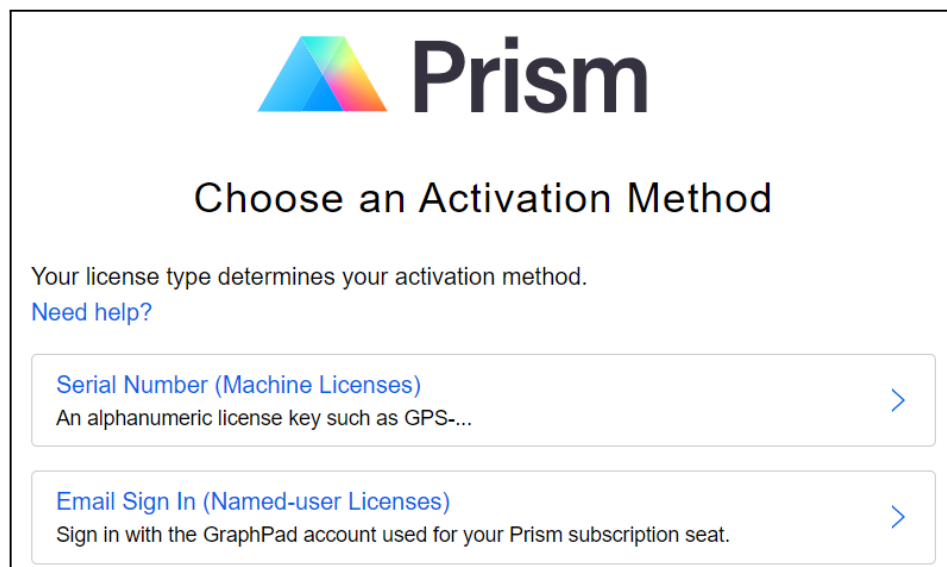 Prism
Choose an Activation Method
Your license type determines your activation method.
Need help?
Serial Number (Machine Licenses)
An alphanumeric license key such as GPS-...
Email Sign In (Named-user Licenses)
Sign in with the GraphPad account used for your Prism subscription seat.